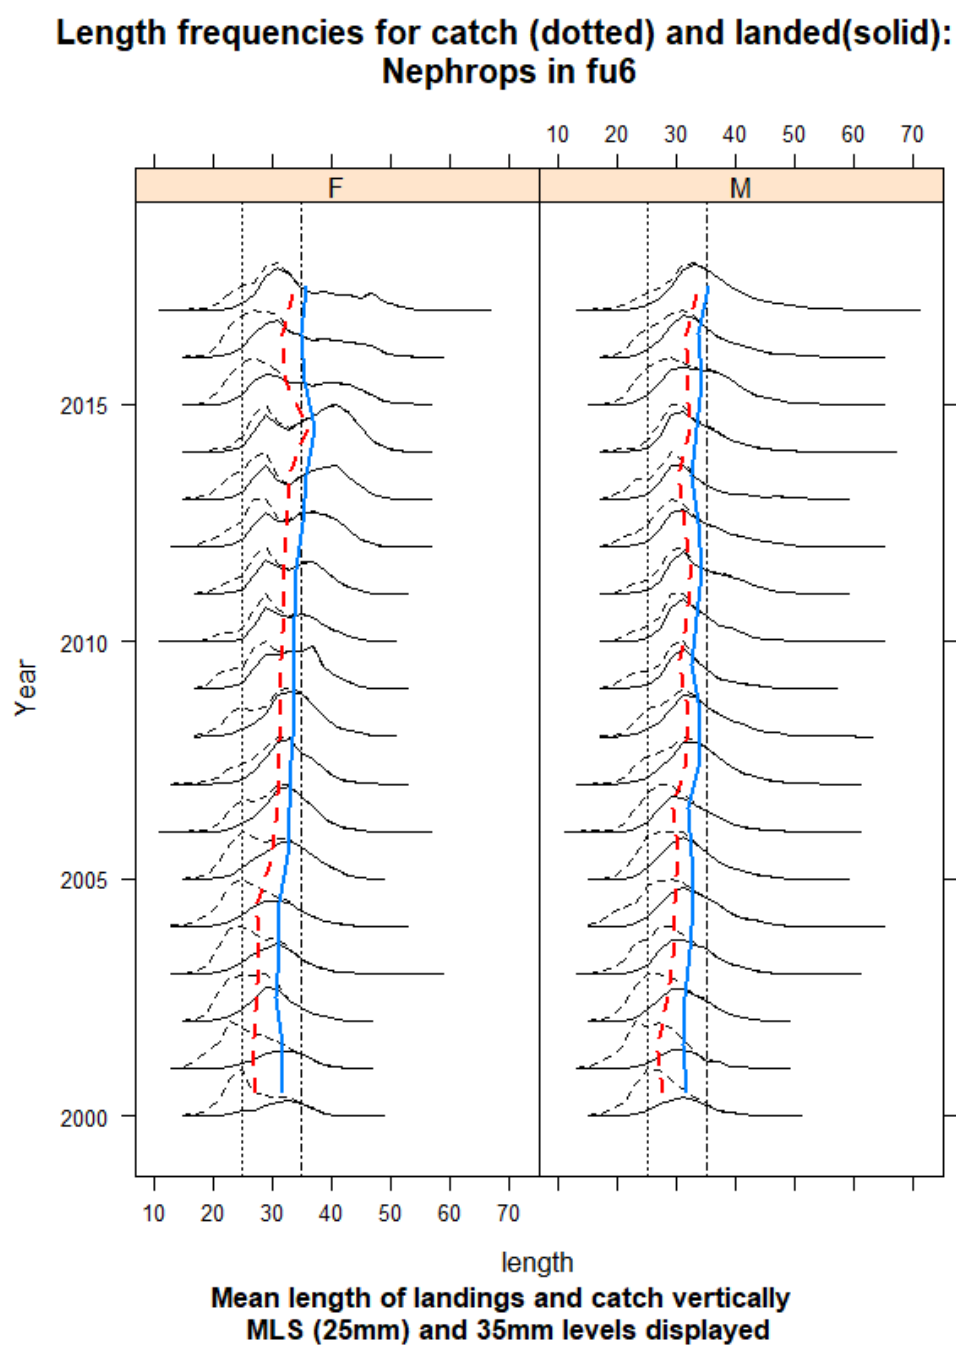 Length frequencies for catch (dotted) and landed(solid):
Nephrops in fu6
10 20 30 40 50 60 70
F M
2015
2010
2005
2000
Year
10 20 30 40 50 60 70
length
Mean length of landings and catch vertically
MLS (25mm) and 35mm levels displayed